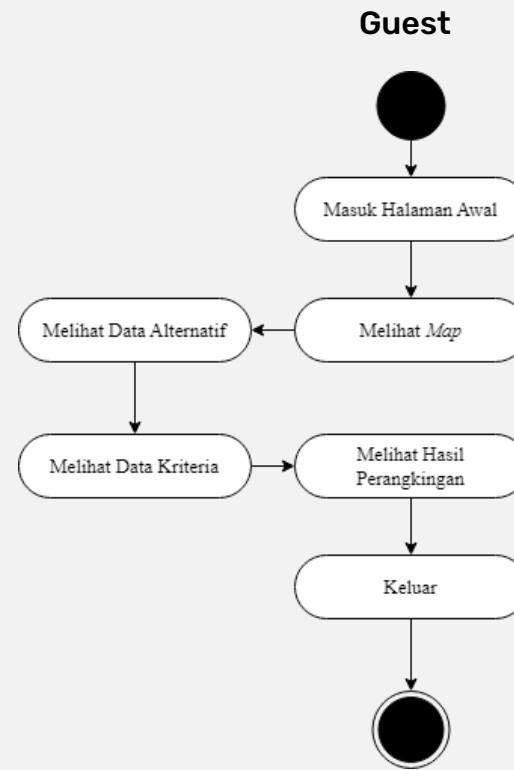 Guest
Masuk Halaman Awal
Melihat Map
Melihat Data Alternatif
Melihat Data Kriteria
Melihat Hasil
Perangkingan
Keluar